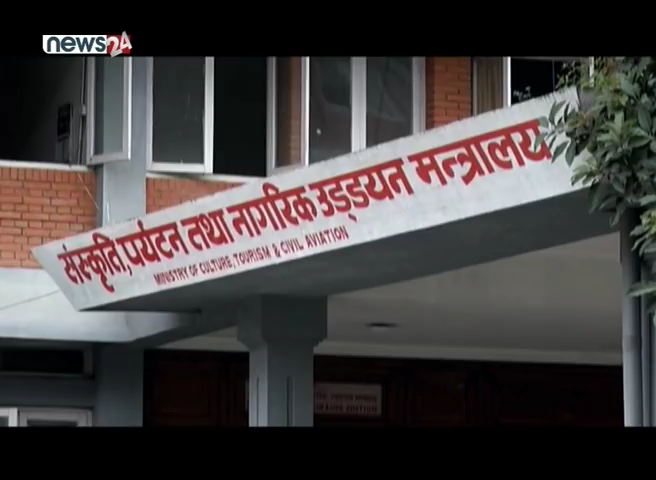 news24
संस्कृति, पर्यटन तथा नागरिक उड्डयन मन्त्रालय
MINISTRY OF CULTURE, TOURISM & CIVIL AVIATION